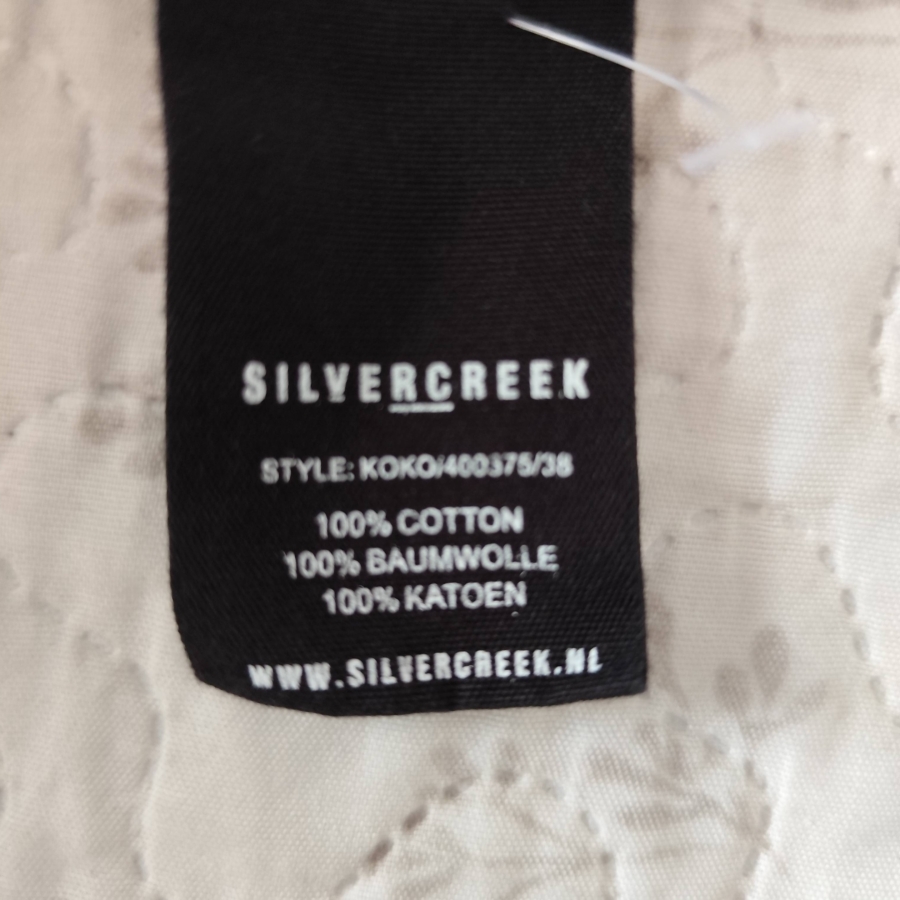 SILVERCREEK
STYLE: KOKO/400375/38
100% COTTON
100% BAUMWOLLE
100% KATOEN
WWW.SILVERCREEK.NL